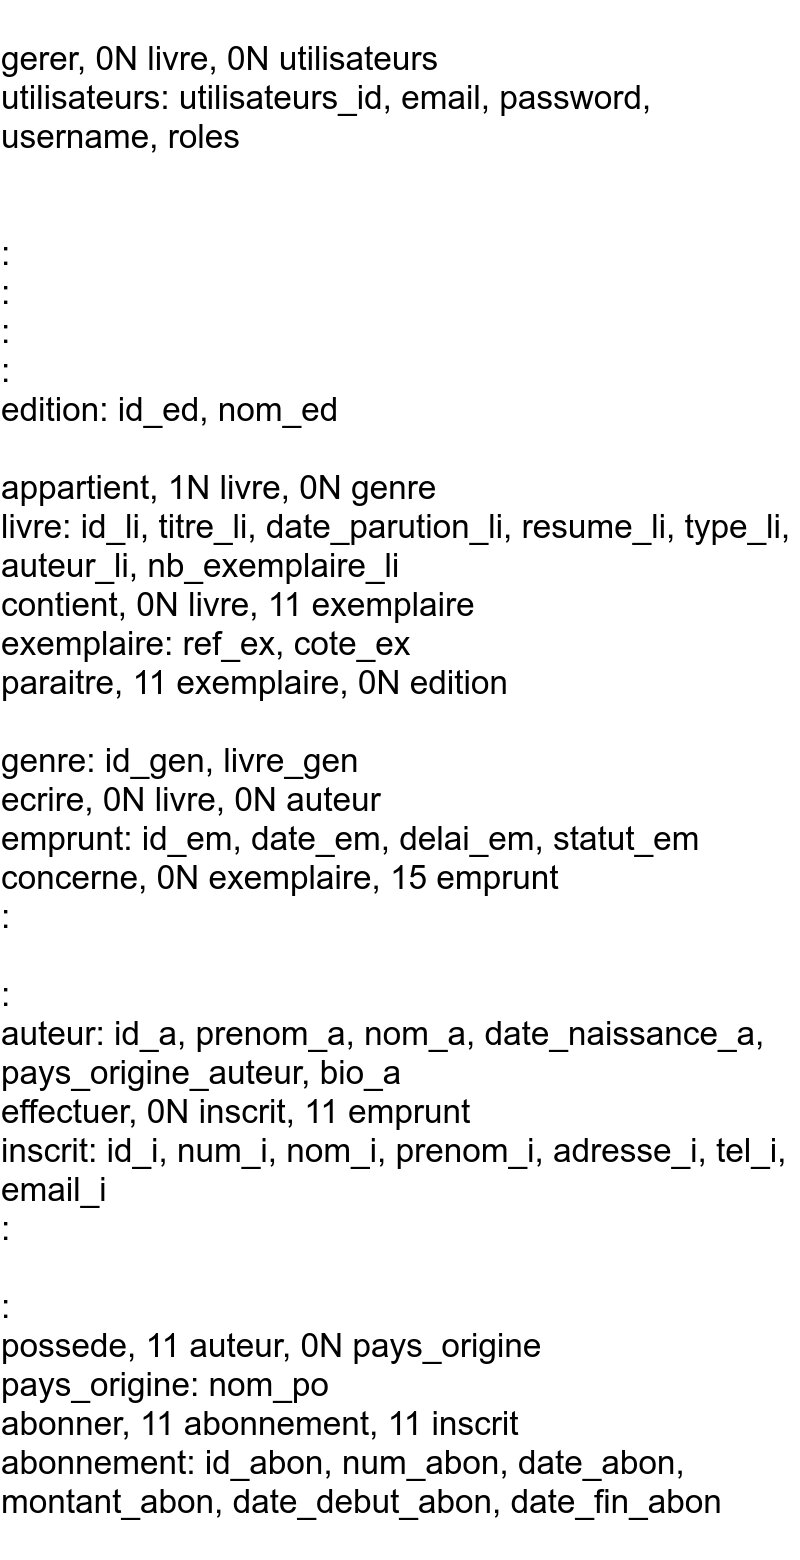 gerer, 0N livre, 0N utilisateurs
utilisateurs: utilisateurs_id, email, password,
username, roles
:
:
:
:
edition: id_ed, nom_ed
appartient, 1N livre, 0N genre
livre: id_li, titre_li, date_parution_li, resume_li, type_li,
auteur_li, nb_exemplaire_li
contient, 0N livre, 11 exemplaire
exemplaire: ref_ex, cote_ex
paraitre, 11 exemplaire, 0N edition
genre: id_gen, livre_gen
ecrire, 0N livre, 0N auteur
emprunt: id_em, date_em, delai_em, statut_em
concerne, 0N exemplaire, 15 emprunt
:
:
auteur: id_a, prenom_a, nom_a, date_naissance_a,
pays_origine_auteur, bio_a
effectuer, 0N inscrit, 11 emprunt
inscrit: id_i, num_i, nom_i, prenom_i, adresse_i, tel_i,
email_i
:
:
possede, 11 auteur, 0N pays_origine
pays_origine: nom_po
abonner, 11 abonnement, 11 inscrit
abonnement: id_abon, num_abon, date_abon,
montant_abon, date_debut_abon, date_fin_abon